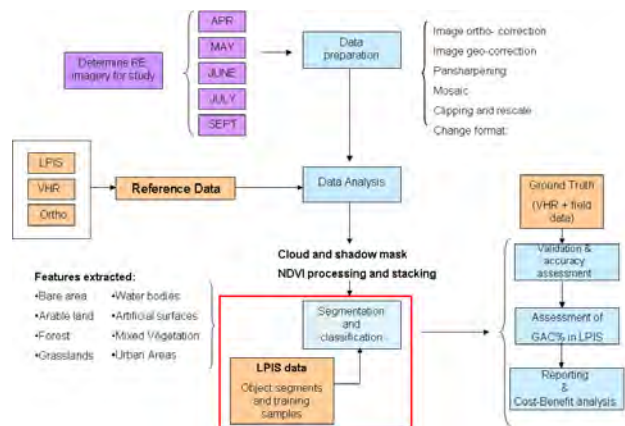 APR
MAY
JUNE
JULY
SEPT
Determine RE
imagery for study
Data
preparation
Image ortho- correction
Image geo-correction
Pansharpening
Mosaic
Clipping and rescale
Change format:
LPIS
VHR
Ortho
Reference Data
Data Analysis
Cloud and shadow mask
NDVI processing and stacking
Features extracted:
•Bare area
•Arable land
•Forest
•Grasslands
•Water bodies
•Artificial surfaces
•Mixed Vegetation
•Urban Areas
Segmentation
and
classification
LPIS data
Object segments
and training
samples
Ground Truth
(VHR + field
data)
Validation &
accuracy
assessment
Assessment of
GAC% in LPIS
Reporting
&
Cost-Benefit analysis